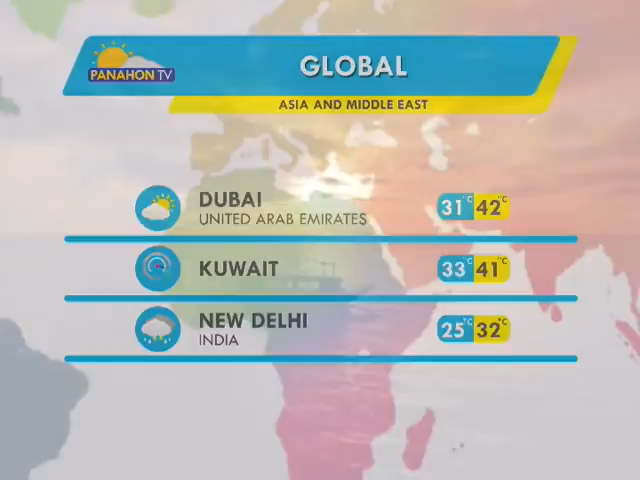 PANAHON TV
GLOBAL
ASIA AND MIDDLE EAST
DUBAI
UNITED ARAB EMIRATES
31°C 42°C
KUWAIT
33°C 41°C
NEW DELHI
INDIA
25°C 32°C